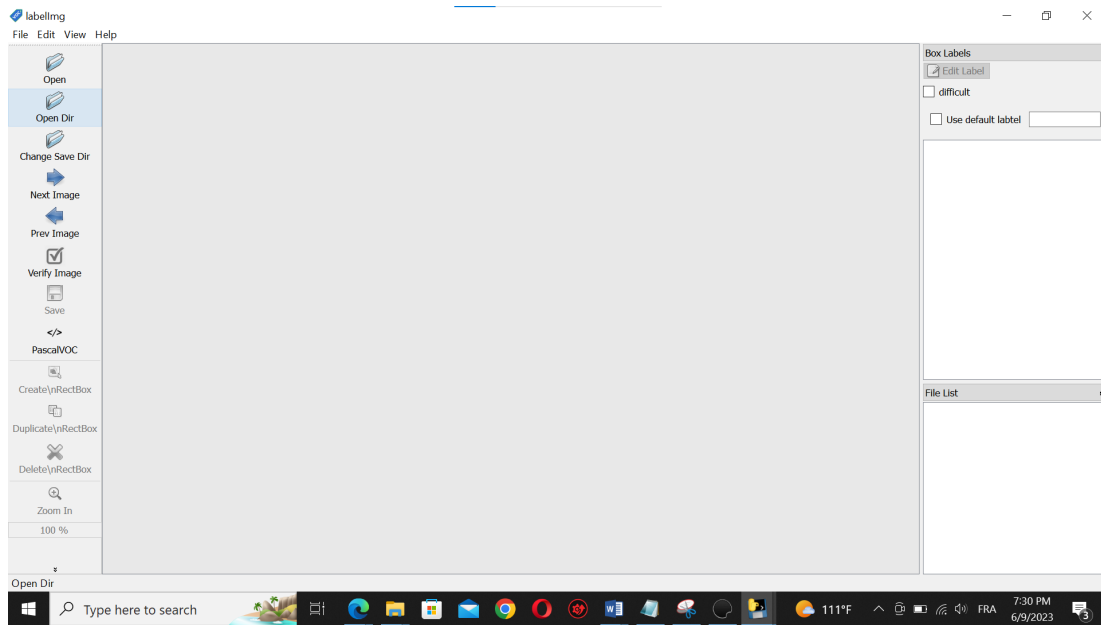 labelImg
File Edit View Help
Open
Open Dir
Change Save Dir
Next Image
Prev Image
Verify Image
Save
</>
PascalVOC
Create\nRectBox
Duplicate\nRectBox
Delete\nRectBox
Zoom In
100 %
Box Labels
Edit Label
difficult
Use default labtel
File List
Open Dir
Type here to search
111°F
FRA
7:30 PM
6/9/2023
3